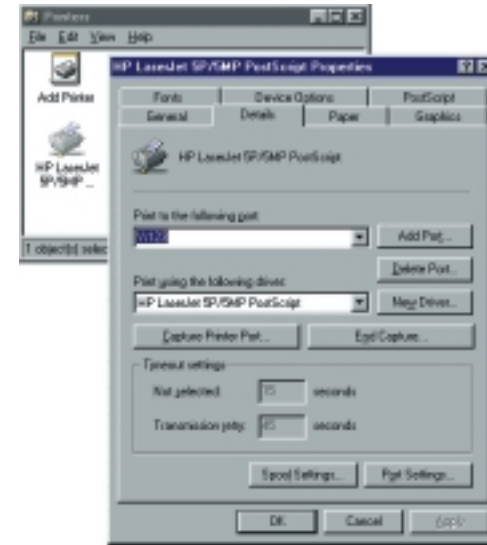 Printers
File Edit View Help
Add Printer
HP LaserJet
5P/5MP ...
1 object(s) selec
HP LaserJet 5P/5MP PostScript Properties
Fonts Device Options PostScript
General Details Paper Graphics
HP LaserJet 5P/5MP PostScript
Print to the following port:
Add Port...
Delete Port...
Print using the following driver:
HP LaserJet 5P/5MP PostScript
New Driver...
Capture Printer Port... End Capture...
Timeout settings
Not selected: 15 seconds
Transmission retry: 45 seconds
Spool Settings... Port Settings...
OK Cancel Apply